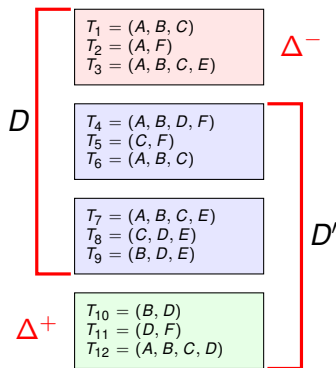 T₁ = (A, B, C)
T₂ = (A, F)
T₃ = (A, B, C, E)
Δ⁻
D
T₄ = (A, B, D, F)
T₅ = (C, F)
T₆ = (A, B, C)
T₇ = (A, B, C, E)
T₈ = (C, D, E)
T₉ = (B, D, E)
D′
Δ⁺
T₁₀ = (B, D)
T₁₁ = (D, F)
T₁₂ = (A, B, C, D)